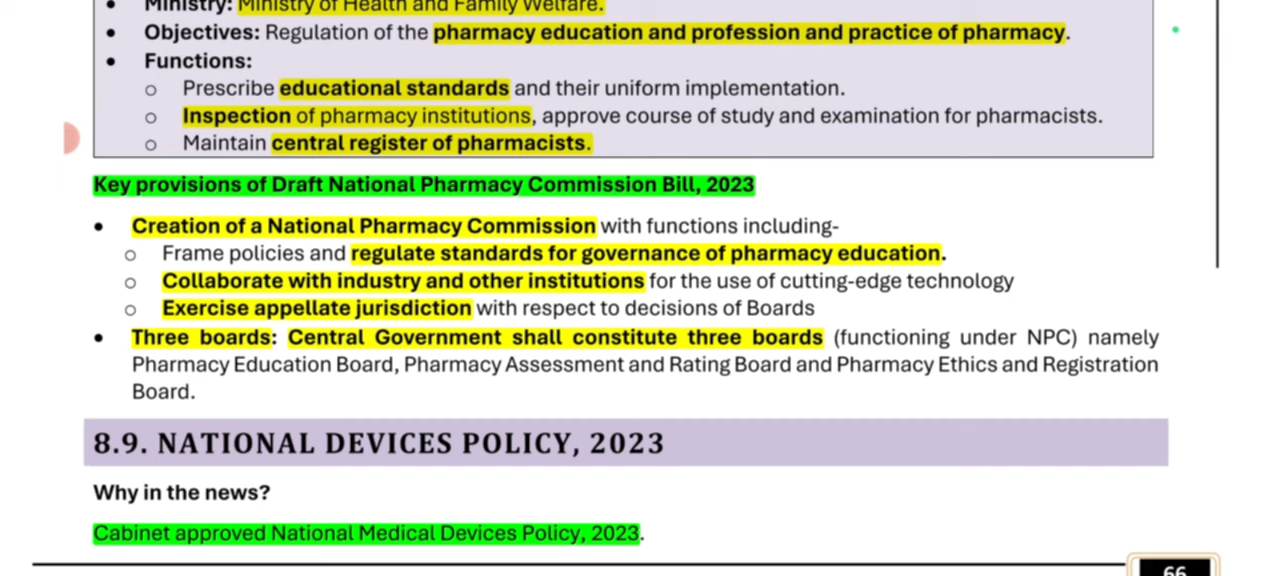 • Ministry: Ministry of Health and Family Welfare.
• Objectives: Regulation of the pharmacy education and profession and practice of pharmacy.
• Functions:
o Prescribe educational standards and their uniform implementation.
o Inspection of pharmacy institutions, approve course of study and examination for pharmacists.
o Maintain central register of pharmacists.
Key provisions of Draft National Pharmacy Commission Bill, 2023
• Creation of a National Pharmacy Commission with functions including-
o Frame policies and regulate standards for governance of pharmacy education.
o Collaborate with industry and other institutions for the use of cutting-edge technology
o Exercise appellate jurisdiction with respect to decisions of Boards
• Three boards: Central Government shall constitute three boards (functioning under NPC) namely
Pharmacy Education Board, Pharmacy Assessment and Rating Board and Pharmacy Ethics and Registration
Board.
8.9. NATIONAL DEVICES POLICY, 2023
Why in the news?
Cabinet approved National Medical Devices Policy, 2023.
66